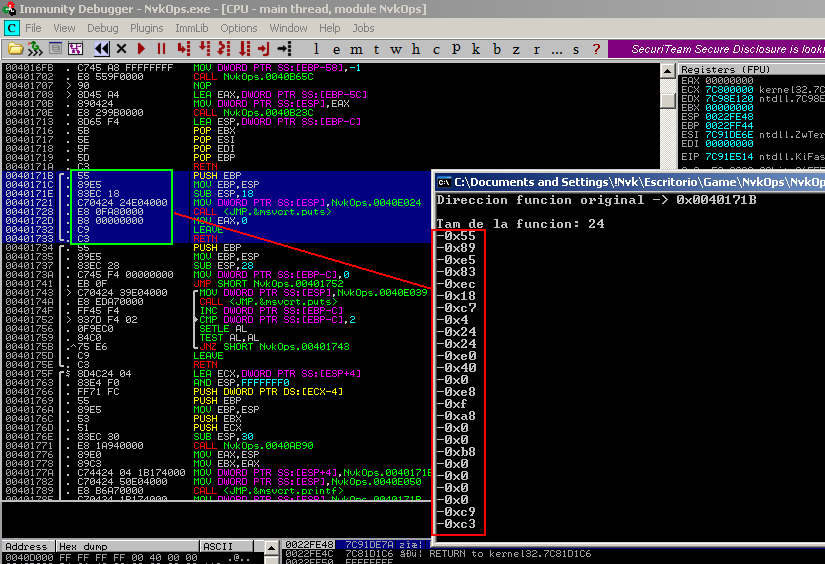 Immunity Debugger - NvkOps.exe - [CPU - main thread, module NvkOps]
C File View Debug Plugins ImmLib Options Window Help Jobs
l e m t w h c p k b z r ... s ? SecuriTeam Secure Disclosure is lookin
004016FB . C745 A8 FFFFFFFF MOV DWORD PTR SS:[EBP-58],-1
00401702 . E8 559F0000 CALL NvkOps.0040B65C
00401707 > 90 NOP
00401708 > 8D45 A4 LEA EAX,DWORD PTR SS:[EBP-5C]
0040170B . 890424 MOV DWORD PTR SS:[ESP],EAX
0040170E . E8 299B0000 CALL NvkOps.0040B23C
00401713 . 8D65 F4 LEA ESP,DWORD PTR SS:[EBP-C]
00401716 . 5B POP EBX
00401717 . 5E POP ESI
00401718 . 5F POP EDI
00401719 . 5D POP EBP
0040171A . C3 RETN
0040171B . 55 PUSH EBP
0040171C . 89E5 MOV EBP,ESP
0040171E . 83EC 18 SUB ESP,18
00401721 . C70424 24E04000 MOV DWORD PTR SS:[ESP],NvkOps.0040E024
00401728 . E8 0FA80000 CALL <JMP.&msvcrt.puts>
0040172D . B8 00000000 MOV EAX,0
00401732 . C9 LEAVE
00401733 . C3 RETN
00401734 . 55 PUSH EBP
00401735 . 89E5 MOV EBP,ESP
00401737 . 83EC 28 SUB ESP,28
0040173A . C745 F4 00000000 MOV DWORD PTR SS:[EBP-C],0
00401741 . EB 0F JMP SHORT NvkOps.00401752
00401743 > C70424 39E04000 MOV DWORD PTR SS:[ESP],NvkOps.0040E039
0040174A . E8 EDA70000 CALL <JMP.&msvcrt.puts>
0040174F . FF45 F4 INC DWORD PTR SS:[EBP-C]
00401752 > 837D F4 02 CMP DWORD PTR SS:[EBP-C],2
00401756 . 0F9EC0 SETLE AL
00401759 . 84C0 TEST AL,AL
0040175B .^75 E6 JNZ SHORT NvkOps.00401743
0040175D . C9 LEAVE
0040175E . C3 RETN
0040175F $ 8D4C24 04 LEA ECX,DWORD PTR SS:[ESP+4]
00401763 . 83E4 F0 AND ESP,FFFFFFF0
00401766 . FF71 FC PUSH DWORD PTR DS:[ECX-4]
00401769 . 55 PUSH EBP
0040176A . 89E5 MOV EBP,ESP
0040176C . 53 PUSH EBX
0040176D . 51 PUSH ECX
0040176E . 83EC 30 SUB ESP,30
00401771 . E8 1A940000 CALL NvkOps.0040AB90
00401776 . 89E0 MOV EAX,ESP
00401778 . 89C3 MOV EBX,EAX
0040177A . C74424 04 1B174000 MOV DWORD PTR SS:[ESP+4],NvkOps.0040171B
00401782 . C70424 50E04000 MOV DWORD PTR SS:[ESP],NvkOps.0040E050
00401789 . E8 B6A70000 CALL <JMP.&msvcrt.printf>
Registers (FPU)
EAX 00000000
ECX 7C800000 kernel32.7C
EDX 7C98E120 ntdll.7C98E
EBX 00000000
ESP 0022FE48
EBP 0022FF44
ESI 7C91DE6E ntdll.ZwTer
EDI 00000000
EIP 7C91E514 ntdll.KiFas
C:\Documents and Settings\!Nvk\Escritorio\Game\NvkOps\NvkOp
Direccion funcion original -> 0x0040171B
Tam de la funcion: 24
-0x55
-0x89
-0xe5
-0x83
-0xec
-0x18
-0xc7
-0x4
-0x24
-0x24
-0xe0
-0x40
-0x0
-0xe8
-0xf
-0xa8
-0x0
-0x0
-0xb8
-0x0
-0x0
-0x0
-0x0
-0xc9
-0xc3
Address Hex dump ASCII
0040D000 FF FF FF FF 00 40 00 00 .@..
0022FE48 7C91DE7A
0022FE4C 7C81D1C6 RETURN to kernel32.7C81D1C6